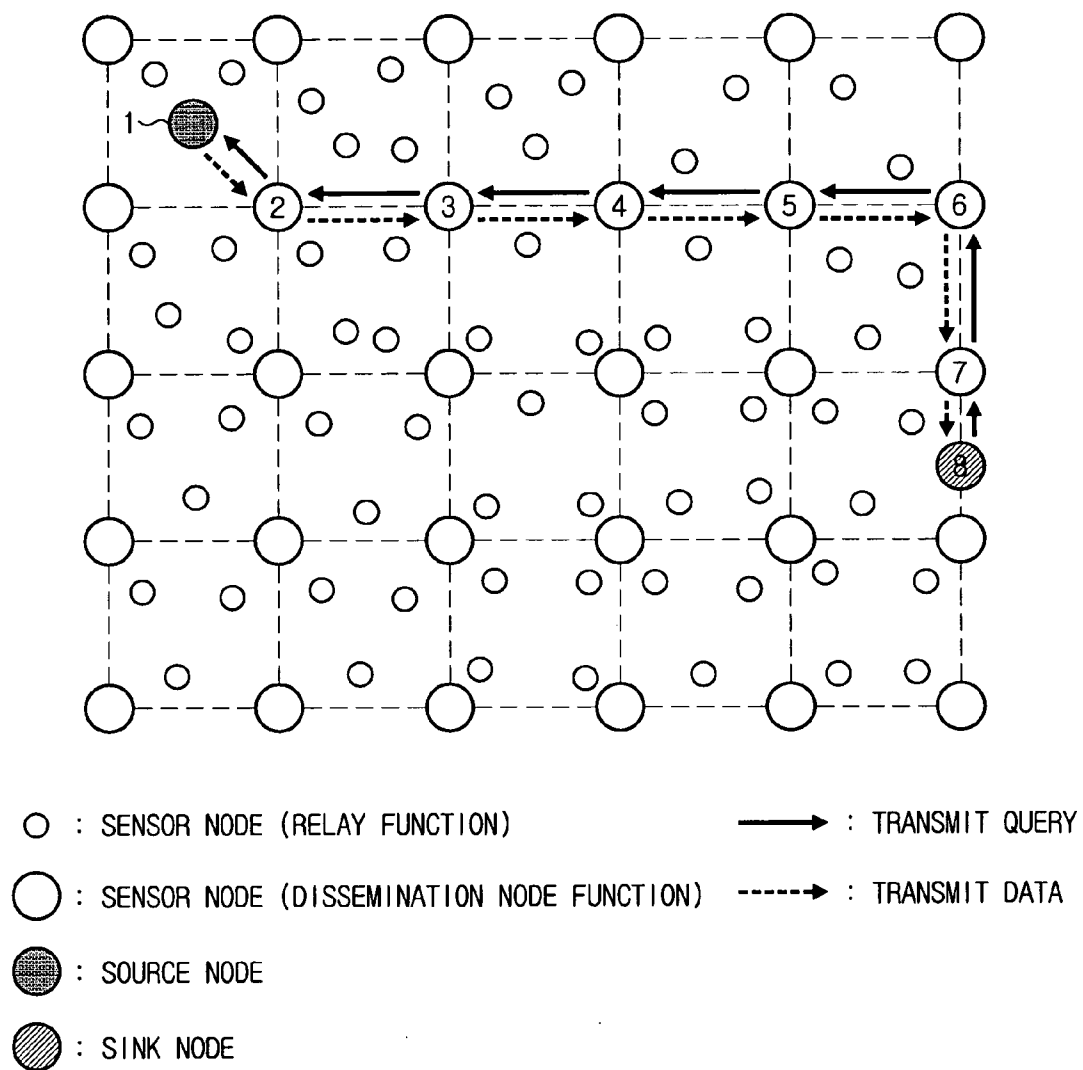 1
2 3 4 5 6
7
8
: SENSOR NODE (RELAY FUNCTION)
: TRANSMIT QUERY
: SENSOR NODE (DISSEMINATION NODE FUNCTION)
: TRANSMIT DATA
: SOURCE NODE
: SINK NODE